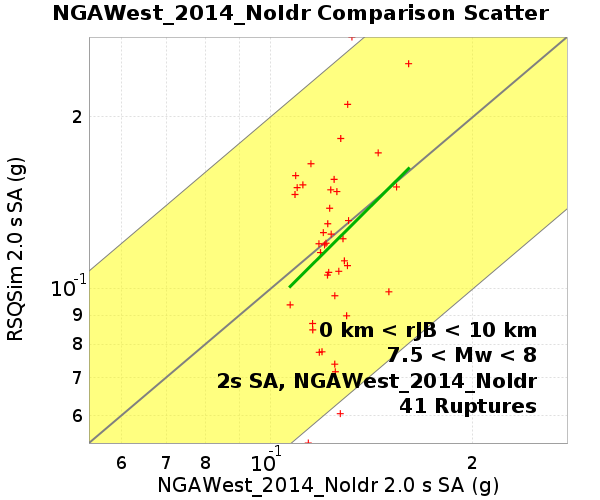 NGAWest_2014_NoIdr Comparison Scatter
RSQSim 2.0 s SA (g)
2
10-1
9
8
7
6
0 km < rJB < 10 km
7.5 < Mw < 8
2s SA, NGAWest_2014_NoIdr
41 Ruptures
6 7 8 10-1 2
NGAWest_2014_NoIdr 2.0 s SA (g)